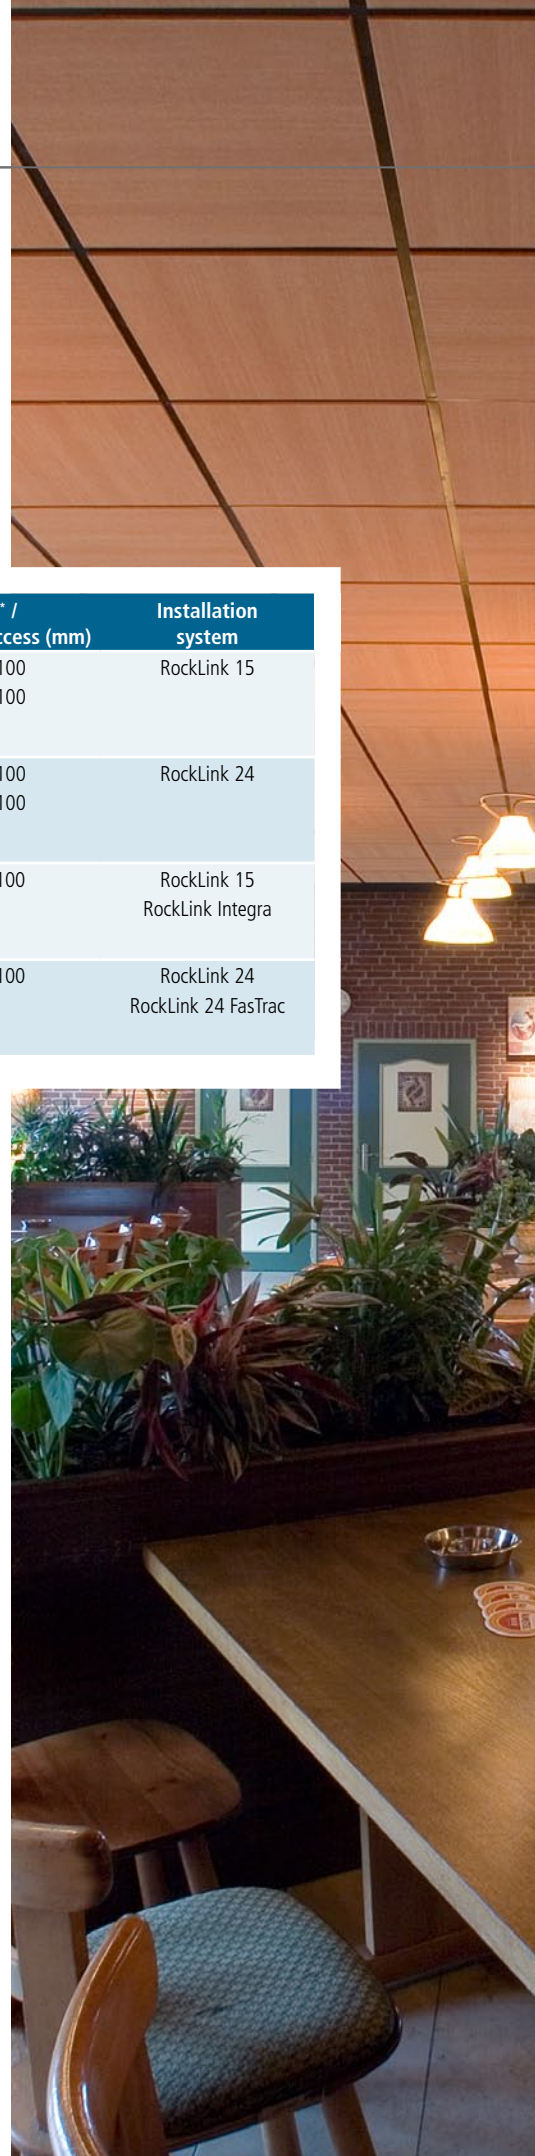 * /
ccess (mm)
Installation
system
100
RockLink 15
100
100
RockLink 24
100
100
RockLink 15
RockLink Integra
100
RockLink 24
RockLink 24 FasTrac